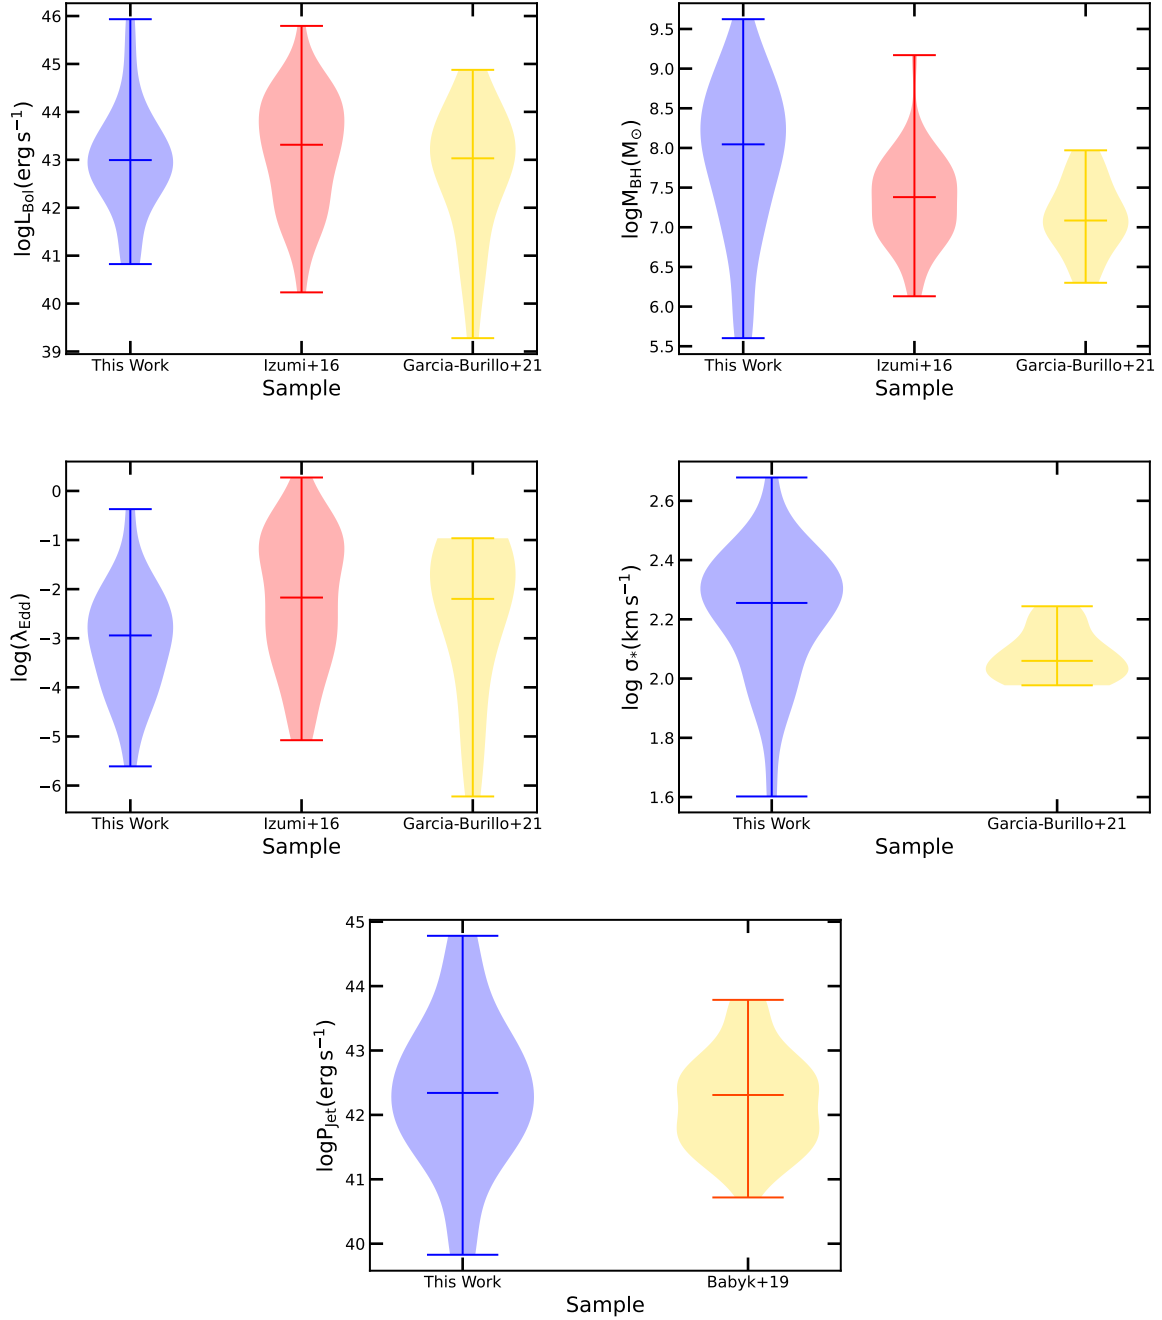 46
45
44
43
42
41
40
39
logL_Bol(erg s⁻¹)
This Work Izumi+16 Garcia-Burillo+21
Sample
9.5
9.0
8.5
8.0
7.5
7.0
6.5
6.0
5.5
logM_BH(M_⊙)
This Work Izumi+16 Garcia-Burillo+21
Sample
0
−1
−2
−3
−4
−5
−6
log(λ_Edd)
This Work Izumi+16 Garcia-Burillo+21
Sample
2.6
2.4
2.2
2.0
1.8
1.6
log σ_*(km s⁻¹)
This Work Garcia-Burillo+21
Sample
45
44
43
42
41
40
logP_Jet(erg s⁻¹)
This Work Babyk+19
Sample